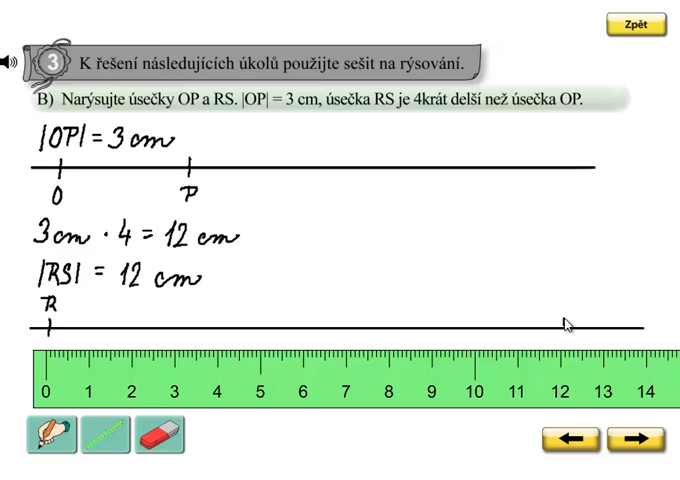 Zpět
3 K řešení následujících úkolů použijte sešit na rýsování.
B) Narýsujte úsečky OP a RS. |OP| = 3 cm, úsečka RS je 4krát delší než úsečka OP.
|OP| = 3 cm
O P
3 cm · 4 = 12 cm
|RS| = 12 cm
R
0 1 2 3 4 5 6 7 8 9 10 11 12 13 14